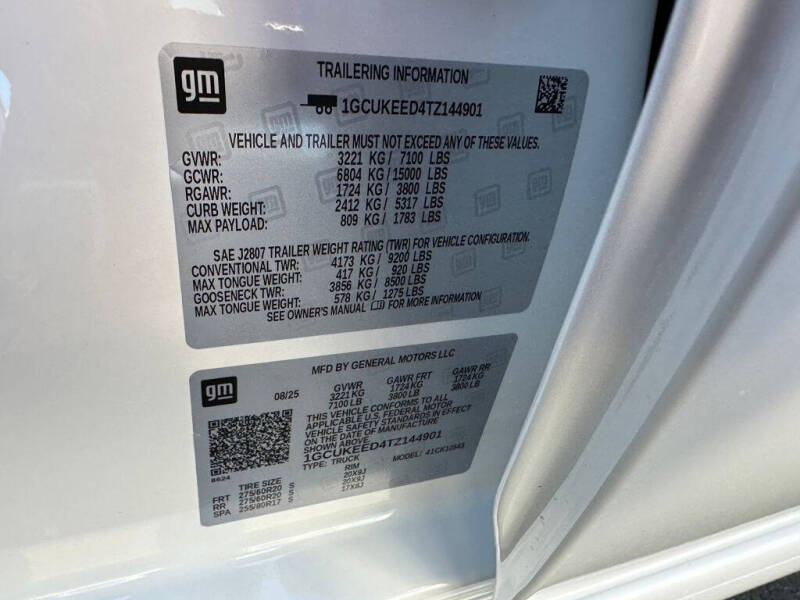 gm
TRAILERING INFORMATION
1GCUKEED4TZ144901
VEHICLE AND TRAILER MUST NOT EXCEED ANY OF THESE VALUES.
GVWR: 3221 KG / 7100 LBS
GCWR: 6804 KG / 15000 LBS
RGAWR: 1724 KG / 3800 LBS
CURB WEIGHT: 2412 KG / 5317 LBS
MAX PAYLOAD: 809 KG / 1783 LBS
SAE J2807 TRAILER WEIGHT RATING (TWR) FOR VEHICLE CONFIGURATION.
CONVENTIONAL TWR: 4173 KG / 9200 LBS
MAX TONGUE WEIGHT: 417 KG / 920 LBS
GOOSENECK TWR: 3856 KG / 8500 LBS
MAX TONGUE WEIGHT: 578 KG / 1275 LBS
SEE OWNER'S MANUAL FOR MORE INFORMATION
gm
MFD BY GENERAL MOTORS LLC
08/25
GVWR GAWR FRT GAWR RR
3221 KG 1724 KG 1724 KG
7100 LB 3800 LB 3800 LB
THIS VEHICLE CONFORMS TO ALL
APPLICABLE U.S. FEDERAL MOTOR
VEHICLE SAFETY STANDARDS IN EFFECT
ON THE DATE OF MANUFACTURE
SHOWN ABOVE.
1GCUKEED4TZ144901
TYPE: TRUCK MODEL:
8624
TIRE SIZE RIM
FRT 275/60R20 S 20X9J
RR 275/60R20 S 20X9J
SPA 255/80R17 S 17X8J